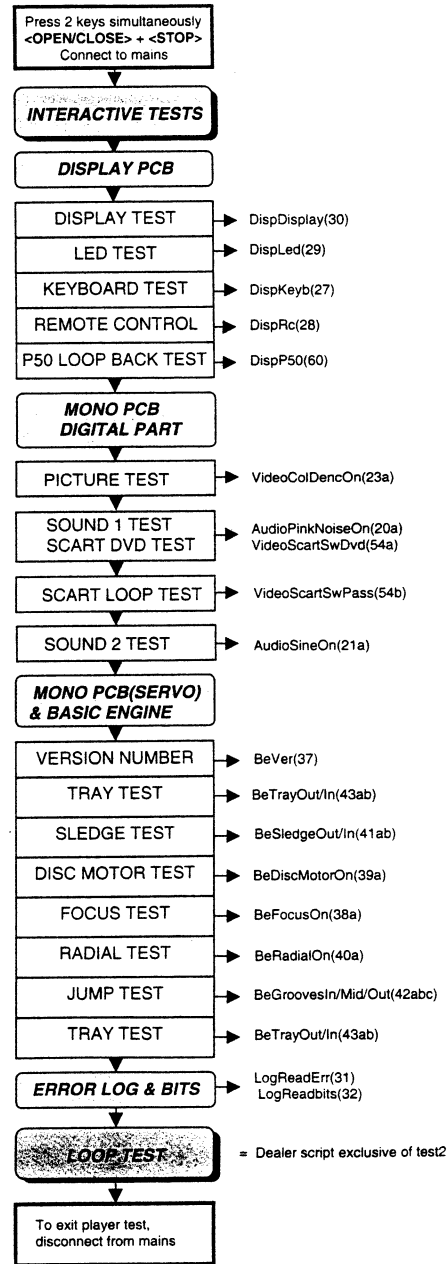 Press 2 keys simultaneously
<OPEN/CLOSE> + <STOP>
Connect to mains
INTERACTIVE TESTS
DISPLAY PCB
DISPLAY TEST
DispDisplay(30)
LED TEST
DispLed(29)
KEYBOARD TEST
DispKeyb(27)
REMOTE CONTROL
DispRc(28)
P50 LOOP BACK TEST
DispP50(60)
MONO PCB
DIGITAL PART
PICTURE TEST
VideoColDencOn(23a)
SOUND 1 TEST
AudioPinkNoiseOn(20a)
SCART DVD TEST
VideoScartSwDvd(54a)
SCART LOOP TEST
VideoScartSwPass(54b)
SOUND 2 TEST
AudioSineOn(21a)
MONO PCB(SERVO)
& BASIC ENGINE
VERSION NUMBER
BeVer(37)
TRAY TEST
BeTrayOut/In(43ab)
SLEDGE TEST
BeSledgeOut/In(41ab)
DISC MOTOR TEST
BeDiscMotorOn(39a)
FOCUS TEST
BeFocusOn(38a)
RADIAL TEST
BeRadialOn(40a)
JUMP TEST
BeGroovesIn/Mid/Out(42abc)
TRAY TEST
BeTrayOut/In(43ab)
ERROR LOG & BITS
LogReadErr(31)
LogReadbits(32)
LOOP TEST
= Dealer script exclusive of test2
To exit player test,
disconnect from mains